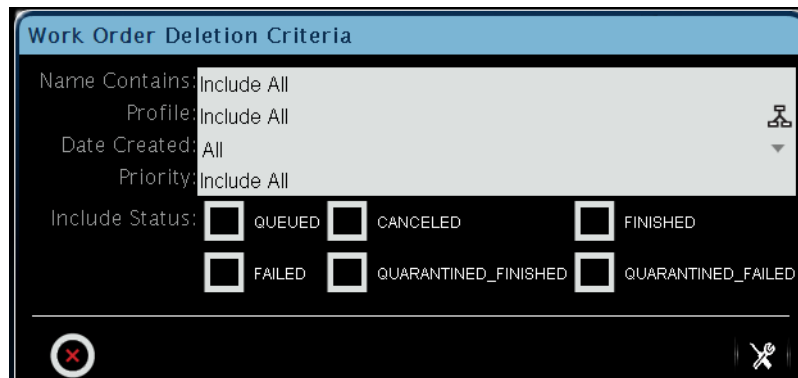 Work Order Deletion Criteria
Name Contains: Include All
Profile: Include All
Date Created: All
Priority: Include All
Include Status: QUEUED CANCELED FINISHED
FAILED QUARANTINED_FINISHED QUARANTINED_FAILED